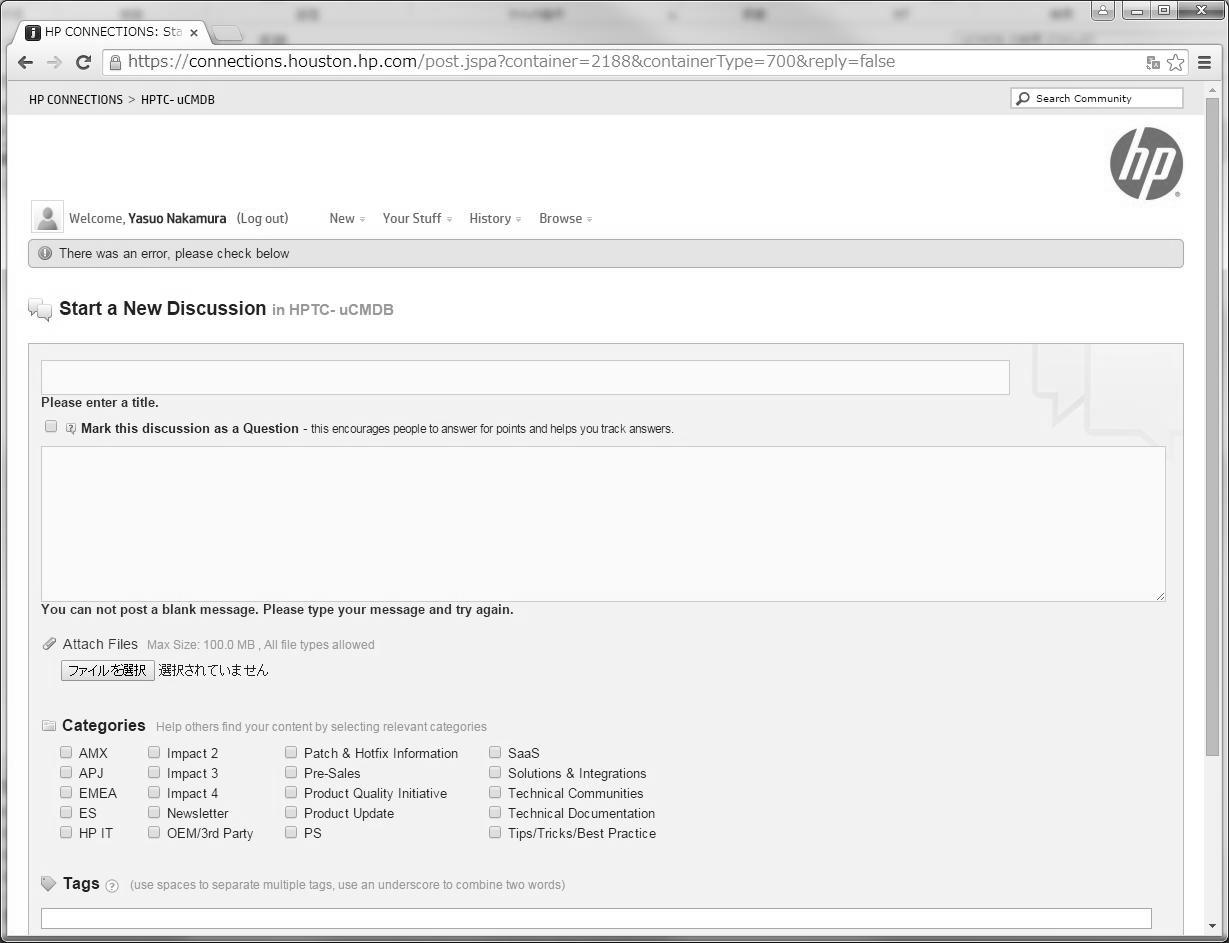 HP CONNECTIONS: Sta
https://connections.houston.hp.com/post.jspa?container=2188&containerType=700&reply=false
HP CONNECTIONS > HPTC- uCMDB
Search Community
hp
Welcome, Yasuo Nakamura (Log out) New Your Stuff History Browse
There was an error, please check below
Start a New Discussion in HPTC- uCMDB
Please enter a title.
Mark this discussion as a Question - this encourages people to answer for points and helps you track answers.
You can not post a blank message. Please type your message and try again.
Attach Files Max Size: 100.0 MB , All file types allowed
ファイルを選択 選択されていません
Categories Help others find your content by selecting relevant categories
AMX Impact 2 Patch & Hotfix Information SaaS
APJ Impact 3 Pre-Sales Solutions & Integrations
EMEA Impact 4 Product Quality Initiative Technical Communities
ES Newsletter Product Update Technical Documentation
HP IT OEM/3rd Party PS Tips/Tricks/Best Practice
Tags ? (use spaces to separate multiple tags, use an underscore to combine two words)